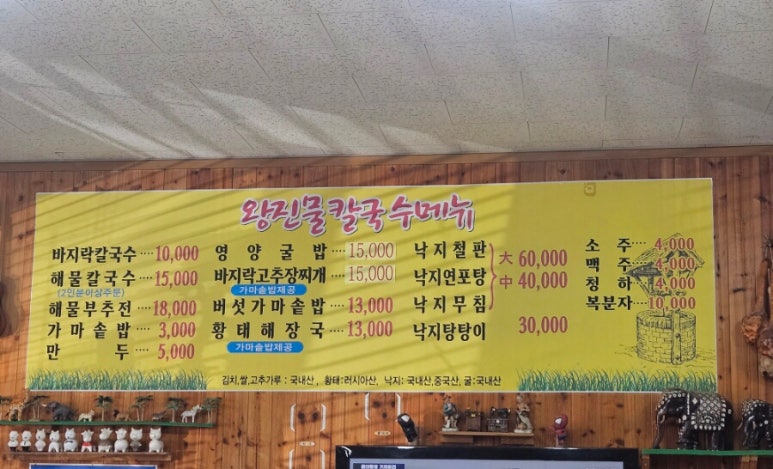 왕진물칼국수메뉴
바지락칼국수 ···· 10,000
해물칼국수 ···· 15,000
(2인분이상주문)
해물부추전 ···· 18,000
가마솥밥 ···· 3,000
만두 ···· 5,000
영양굴밥 ···· 15,000
바지락고추장찌개 ···· 15,000
가마솥밥제공
버섯가마솥밥 ···· 13,000
황태해장국 ···· 13,000
가마솥밥제공
낙지철판
낙지연포탕
낙지무침
大 60,000
中 40,000
낙지탕탕이 30,000
소주 ···· 4,000
맥주 ···· 4,000
청하 ···· 4,000
복분자 ···· 10,000
김치,쌀,고추가루 : 국내산, 황태:러시아산, 낙지: 국내산,중국산, 굴:국내산